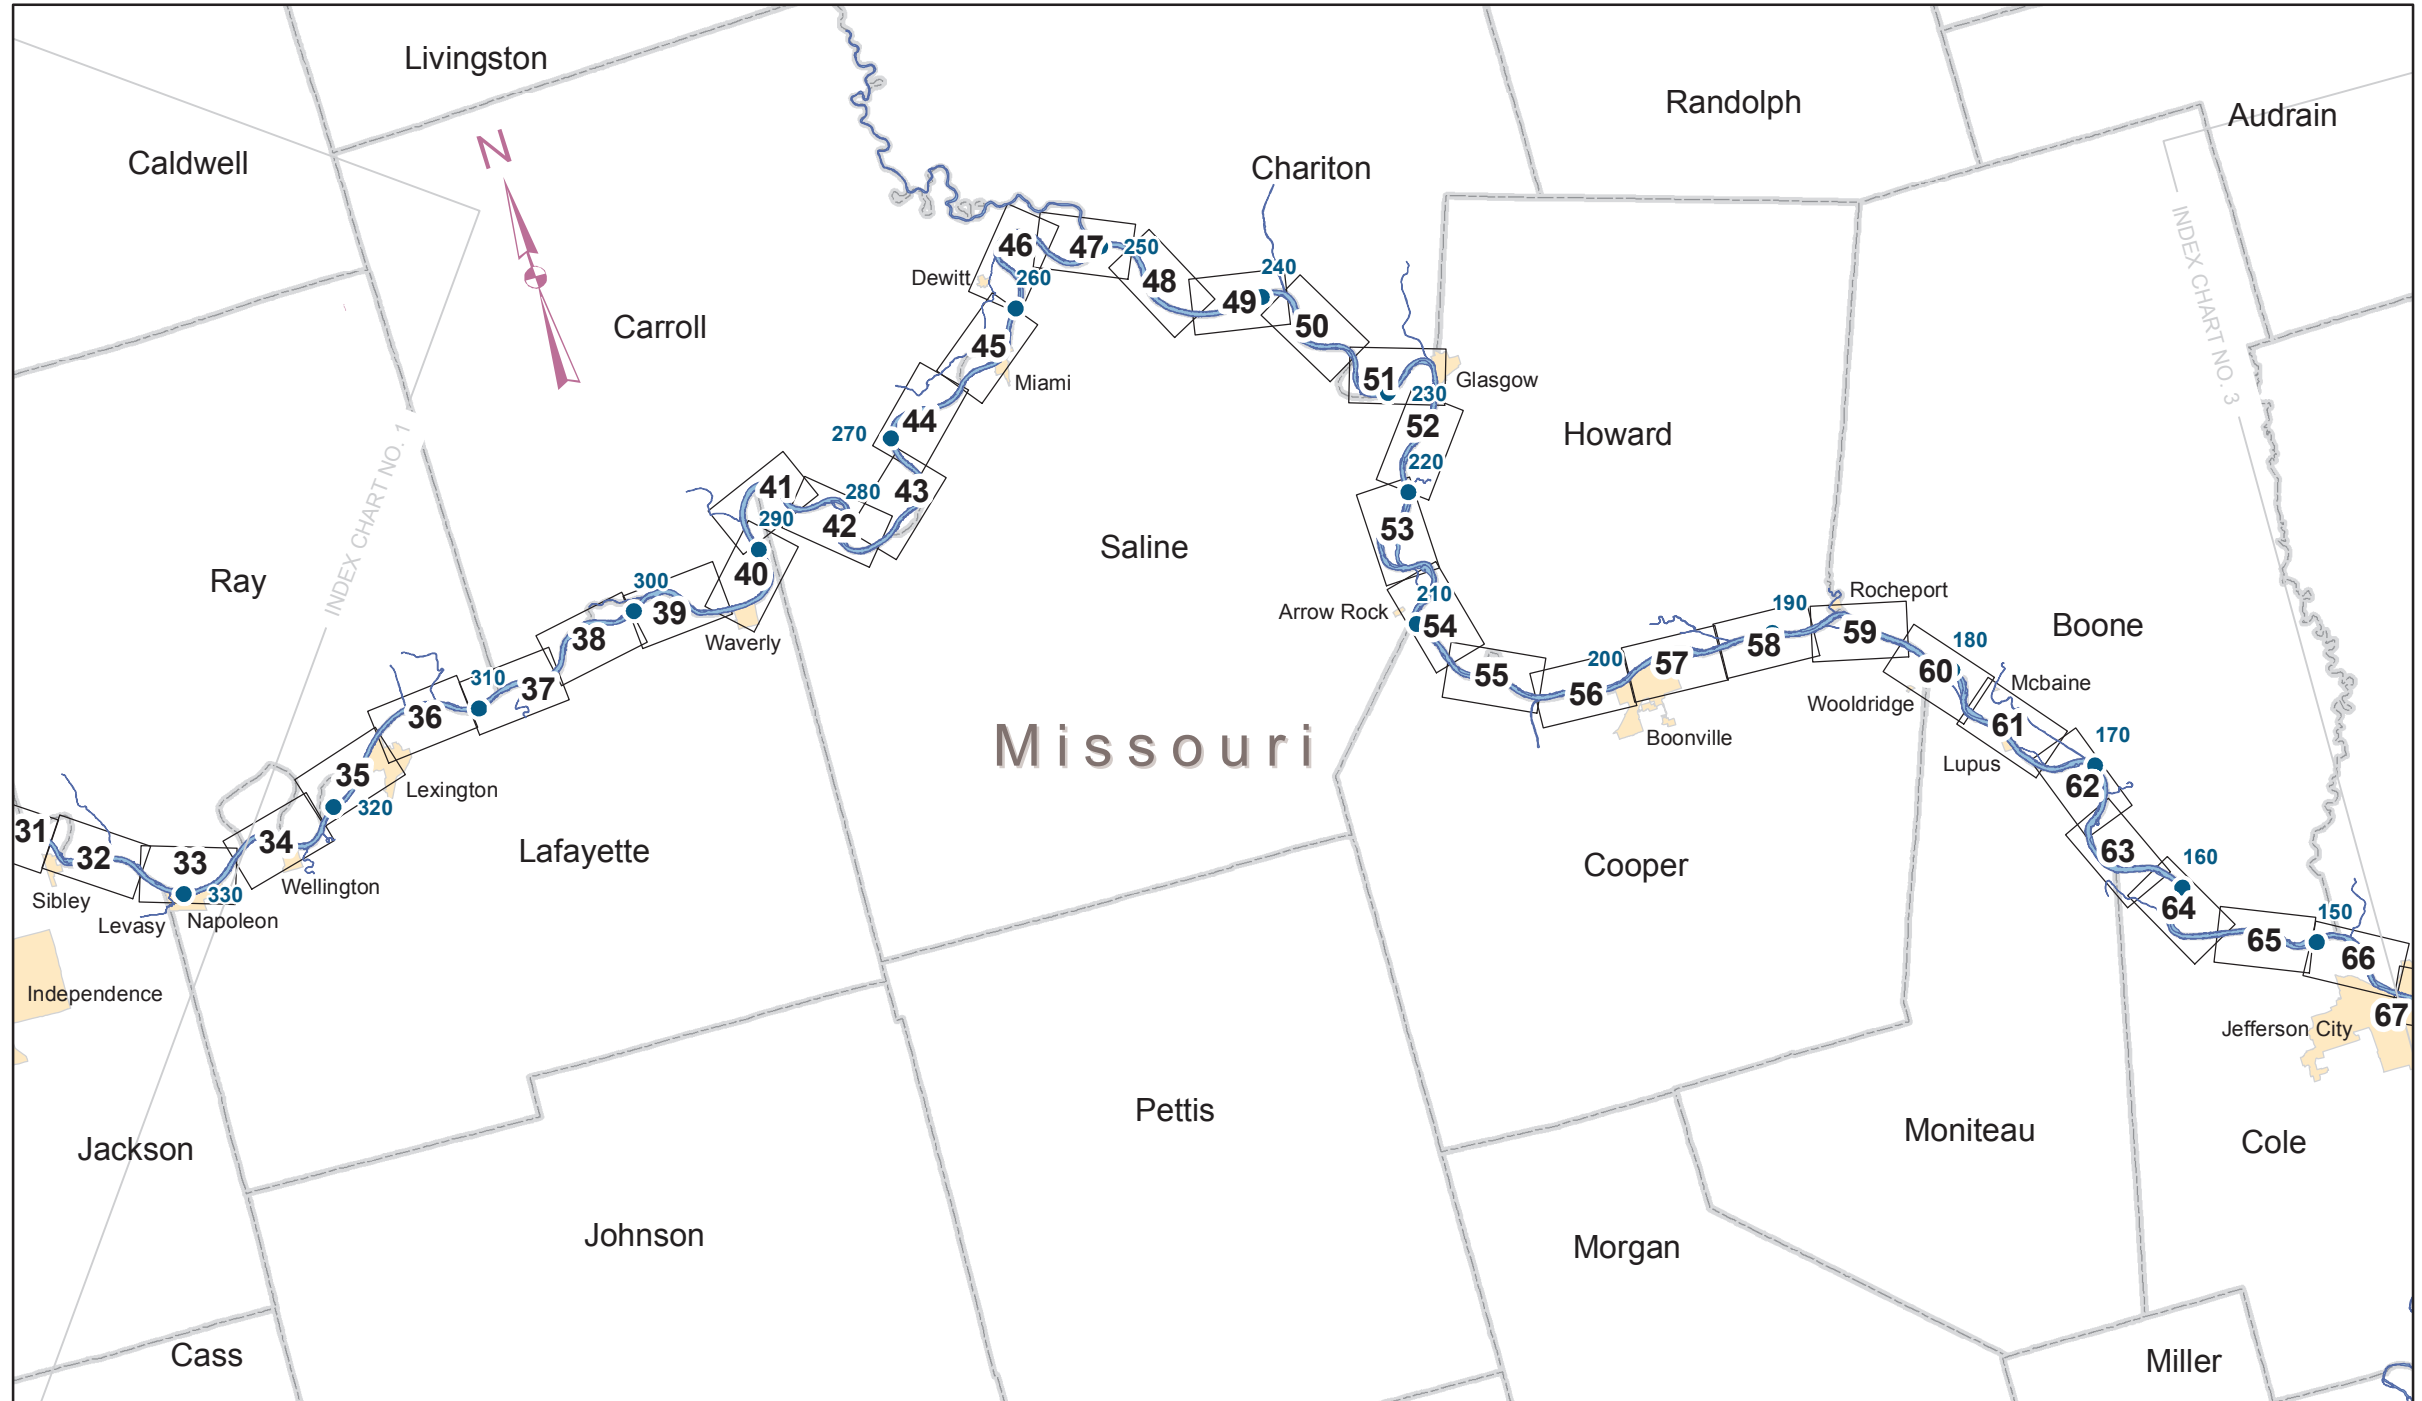 Livingston
Randolph
Audrain
Caldwell
N
Chariton
INDEX CHART NO. 3
46
47
250
260
240
Dewitt
48
49
Carroll
50
45
Miami
51
Glasgow
230
44
270
52
Howard
INDEX CHART NO. 1
220
41
280
43
290
42
53
Saline
40
Ray
300
39
38
Waverly
210
Arrow Rock
54
Rocheport
190
59
58
Boone
180
200
57
60
55
56
Mcbaine
Wooldridge
61
Boonville
170
Lupus
62
310
37
36
Missouri
35
Lexington
320
31
32
33
34
Lafayette
63
160
Cooper
Wellington
330
Sibley
Levasy
Napoleon
64
150
65
66
Independence
67
Jefferson City
Pettis
Moniteau
Cole
Jackson
Johnson
Morgan
Cass
Miller